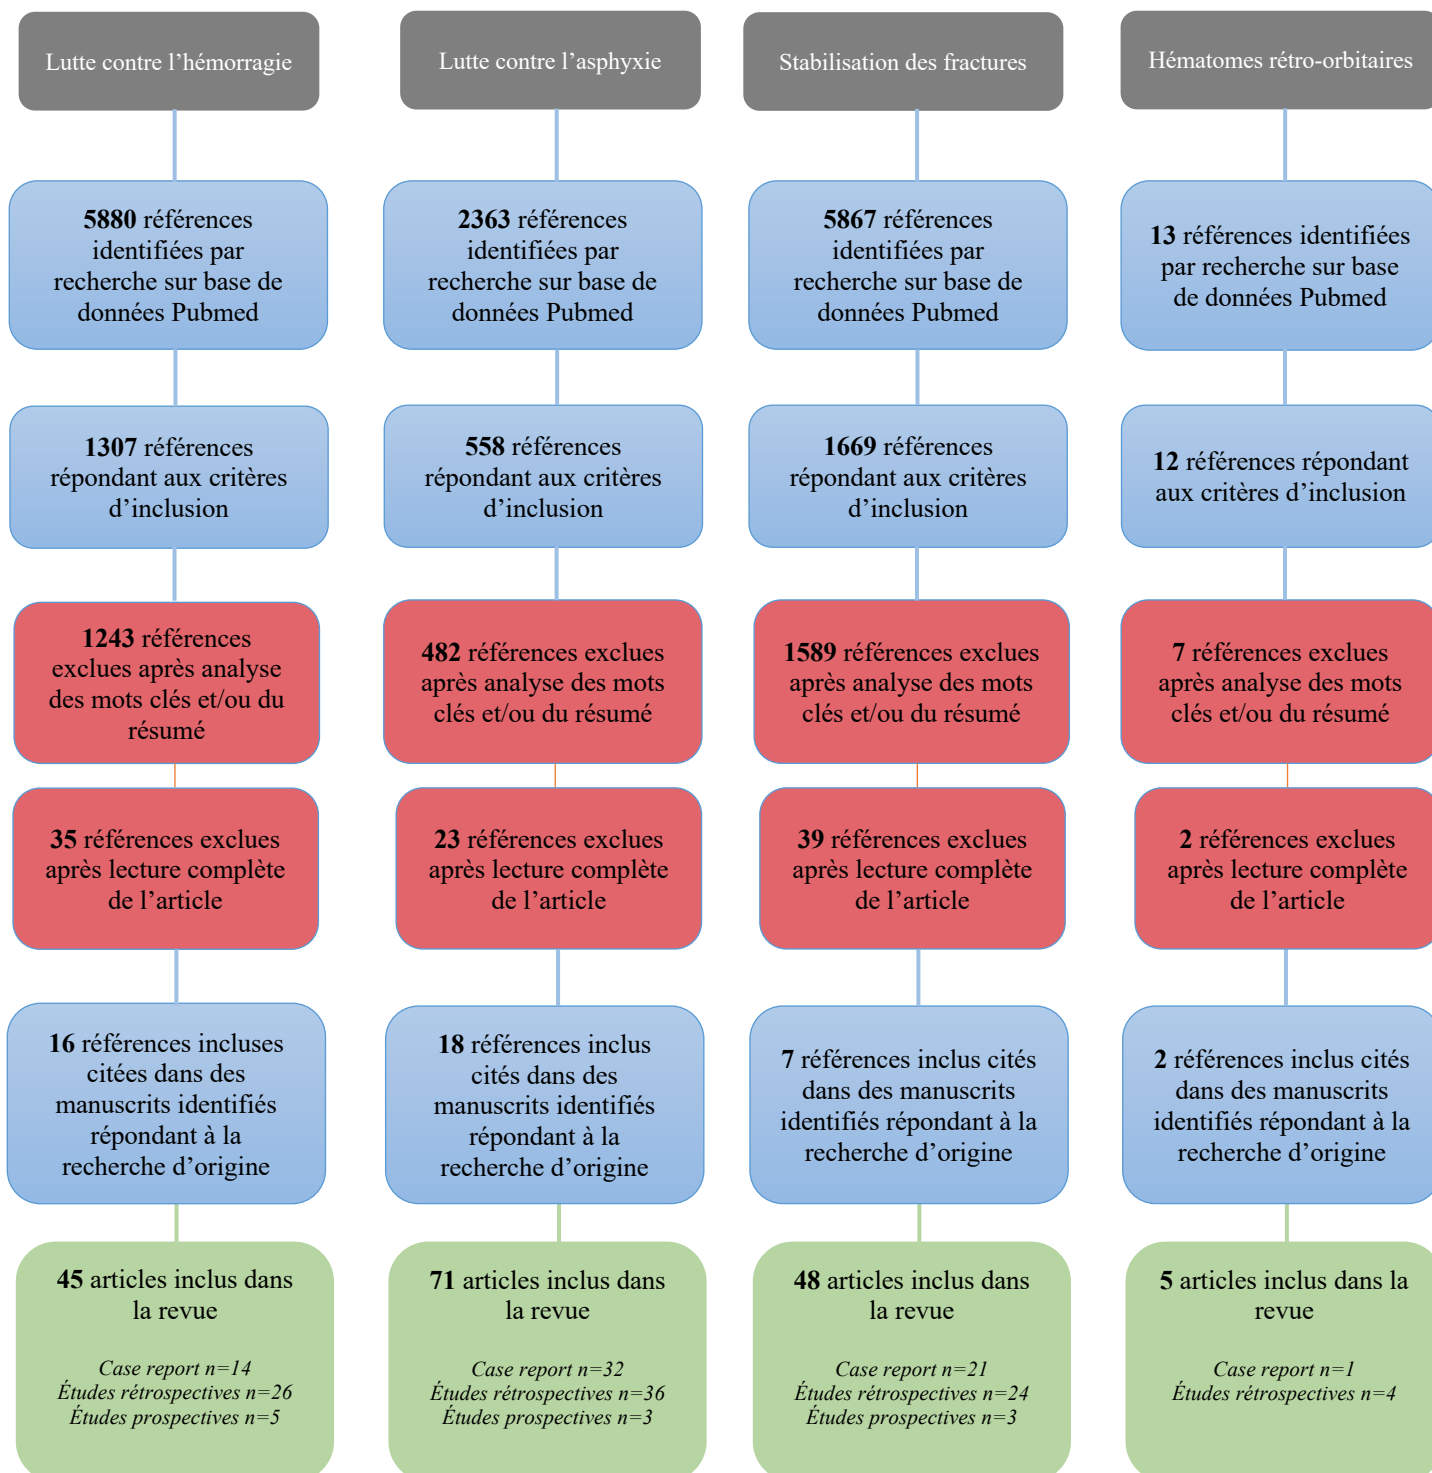 Lutte contre l’hémorragie
Lutte contre l’asphyxie
Stabilisation des fractures
Hématomes rétro-orbitaires
5880 références
identifiées par
recherche sur base de
données Pubmed
2363 références
identifiées par
recherche sur base de
données Pubmed
5867 références
identifiées par
recherche sur base de
données Pubmed
13 références identifiées
par recherche sur base
de données Pubmed
1307 références
répondant aux critères
d’inclusion
558 références
répondant aux critères
d’inclusion
1669 références
répondant aux critères
d’inclusion
12 références répondant
aux critères d’inclusion
1243 références
exclues après analyse
des mots clés et/ou du
résumé
482 références exclues
après analyse des mots
clés et/ou du résumé
1589 références exclues
après analyse des mots
clés et/ou du résumé
7 références exclues
après analyse des mots
clés et/ou du résumé
35 références exclues
après lecture complète
de l’article
23 références exclues
après lecture complète
de l’article
39 références exclues
après lecture complète
de l’article
2 références exclues
après lecture complète
de l’article
16 références incluses
citées dans des
manuscrits identifiés
répondant à la
recherche d’origine
18 références inclus
cités dans des
manuscrits identifiés
répondant à la
recherche d’origine
7 références inclus cités
dans des manuscrits
identifiés répondant à la
recherche d’origine
2 références inclus cités
dans des manuscrits
identifiés répondant à la
recherche d’origine
45 articles inclus dans
la revue
Case report n=14
Études rétrospectives n=26
Études prospectives n=5
71 articles inclus dans
la revue
Case report n=32
Études rétrospectives n=36
Études prospectives n=3
48 articles inclus dans
la revue
Case report n=21
Études rétrospectives n=24
Études prospectives n=3
5 articles inclus dans la
revue
Case report n=1
Études rétrospectives n=4